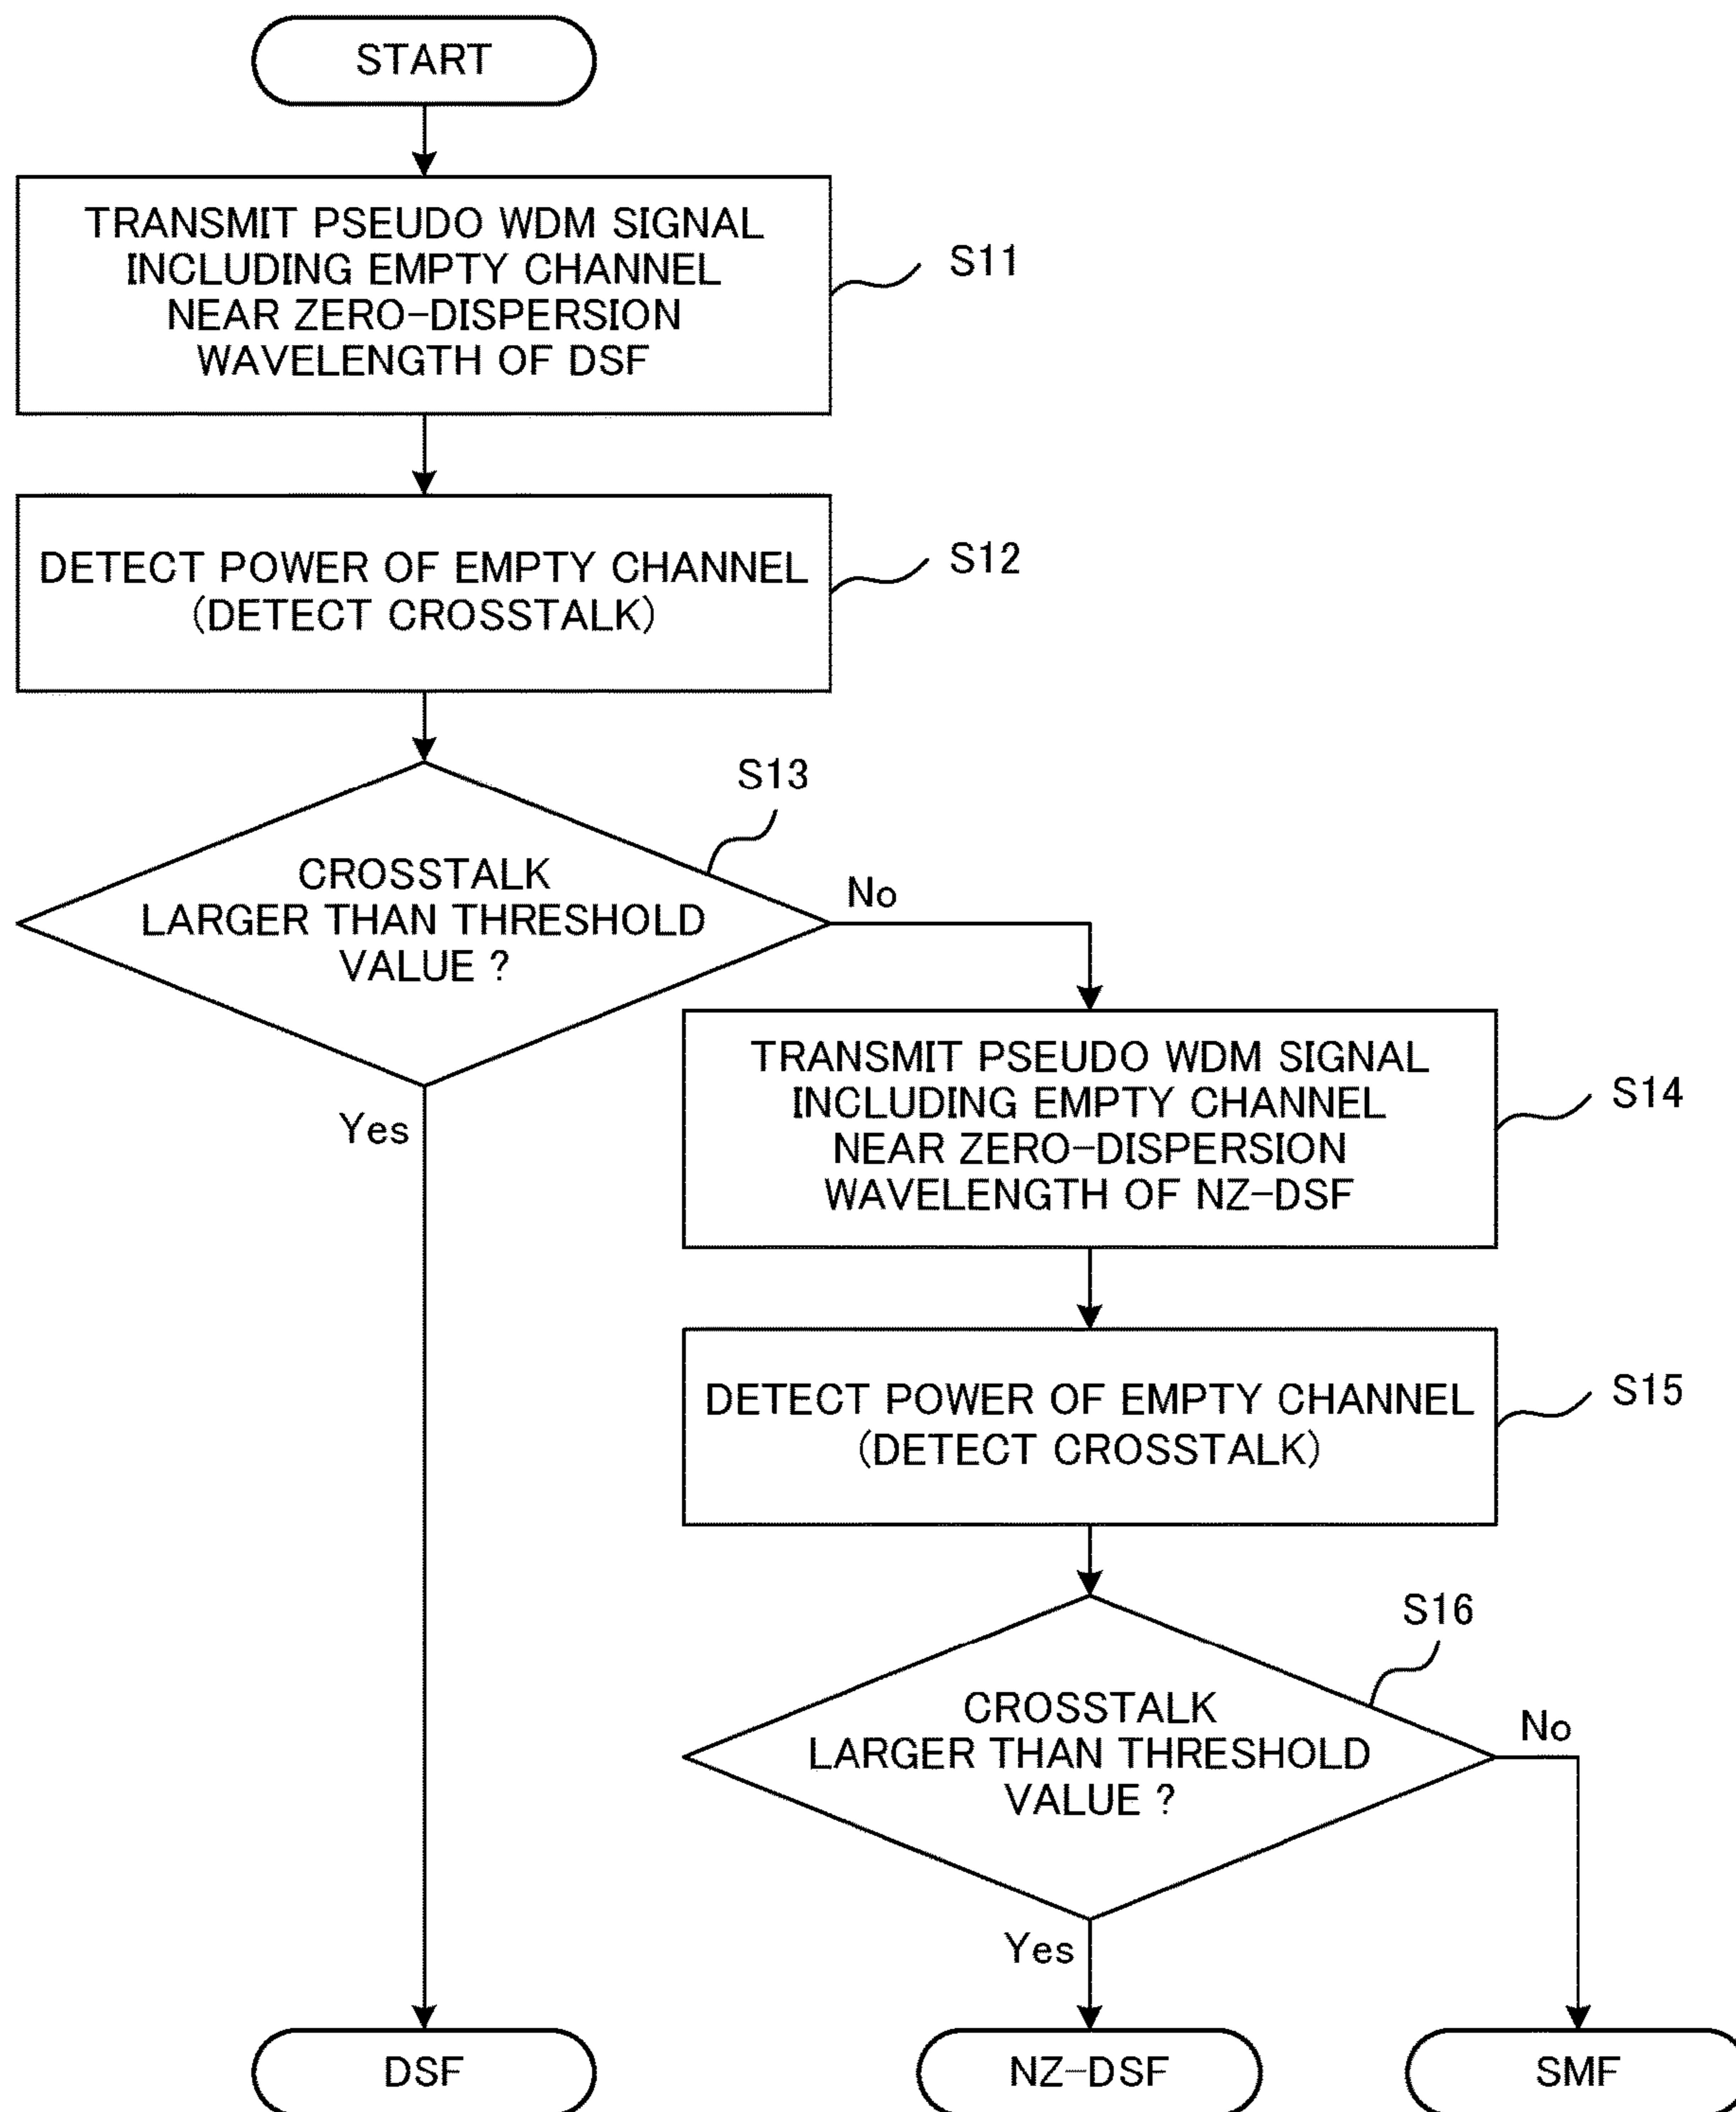 START
TRANSMIT PSEUDO WDM SIGNAL
INCLUDING EMPTY CHANNEL
NEAR ZERO-DISPERSION
WAVELENGTH OF DSF
S11
DETECT POWER OF EMPTY CHANNEL
(DETECT CROSSTALK)
S12
S13
CROSSTALK
LARGER THAN THRESHOLD
VALUE ?
No
Yes
TRANSMIT PSEUDO WDM SIGNAL
INCLUDING EMPTY CHANNEL
NEAR ZERO-DISPERSION
WAVELENGTH OF NZ-DSF
S14
DETECT POWER OF EMPTY CHANNEL
(DETECT CROSSTALK)
S15
S16
CROSSTALK
LARGER THAN THRESHOLD
VALUE ?
No
Yes
DSF
NZ-DSF
SMF